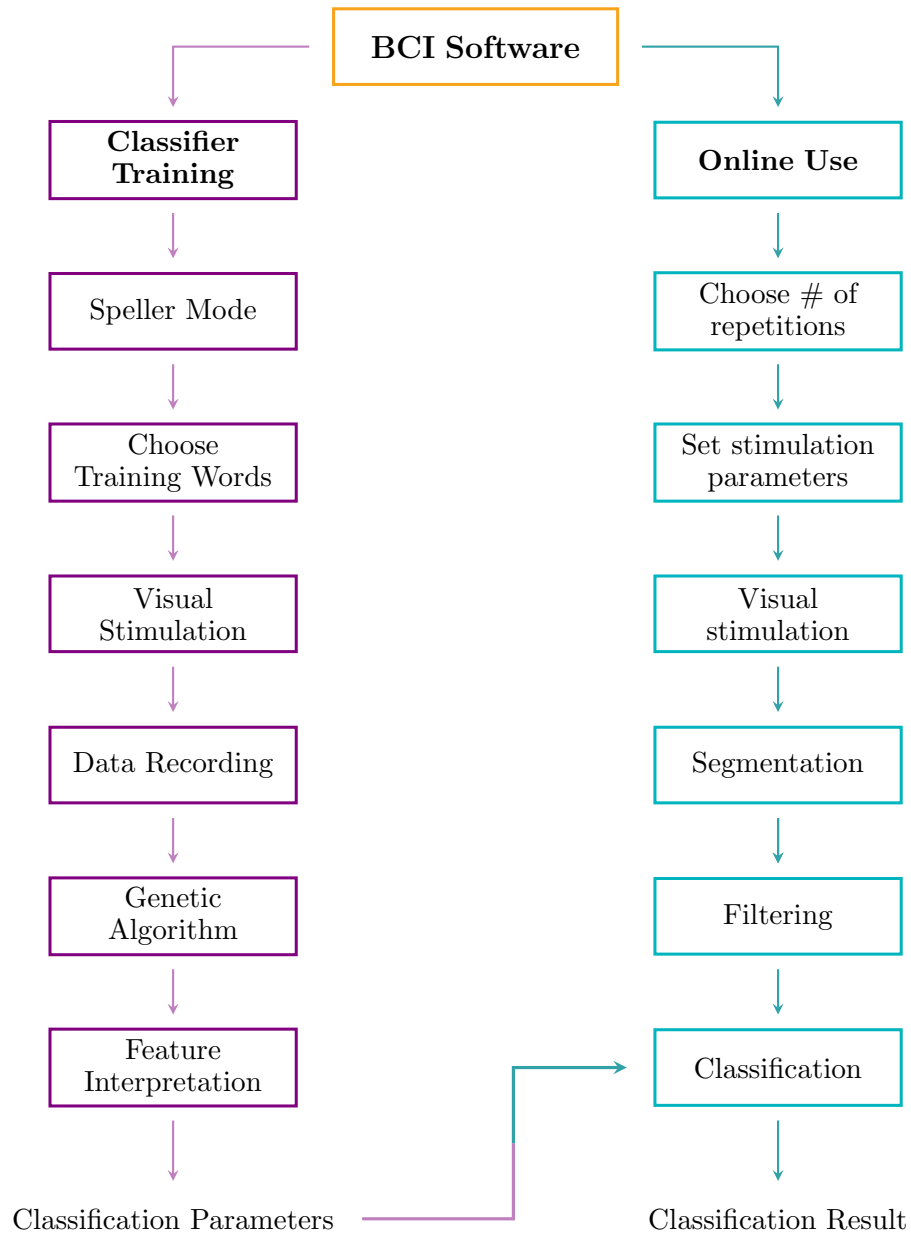 BCI Software
Classifier
Training
Speller Mode
Choose
Training Words
Visual
Stimulation
Data Recording
Genetic
Algorithm
Feature
Interpretation
Classification Parameters
Online Use
Choose # of
repetitions
Set stimulation
parameters
Visual
stimulation
Segmentation
Filtering
Classification
Classification Result